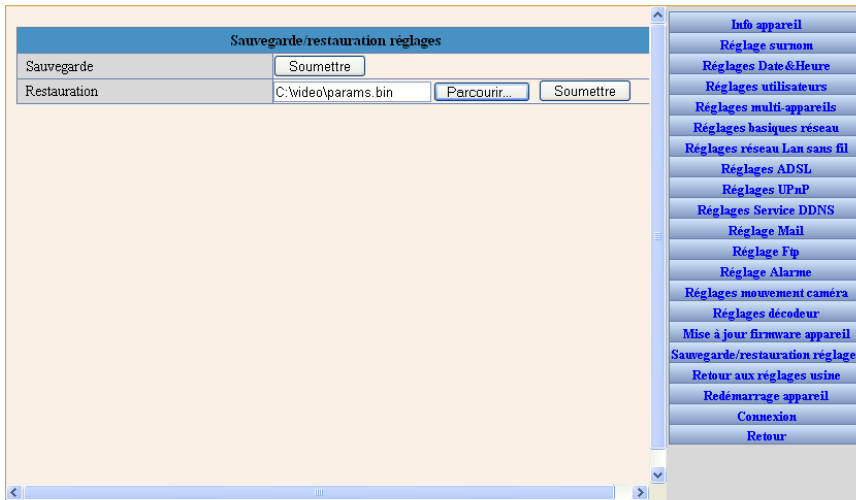 Sauvegarde/restauration réglages
Sauvegarde Soumettre
Restauration C:\video\params.bin Parcourir... Soumettre
Info appareil
Réglage surnom
Réglages Date&Heure
Réglages utilisateurs
Réglages multi-appareils
Réglages basiques réseau
Réglages réseau Lan sans fil
Réglages ADSL
Réglages UPnP
Réglages Service DDNS
Réglage Mail
Réglage Ftp
Réglage Alarme
Réglages mouvement caméra
Réglages décodeur
Mise à jour firmware appareil
Sauvegarde/restauration réglage
Retour aux réglages usine
Redémarrage appareil
Connexion
Retour